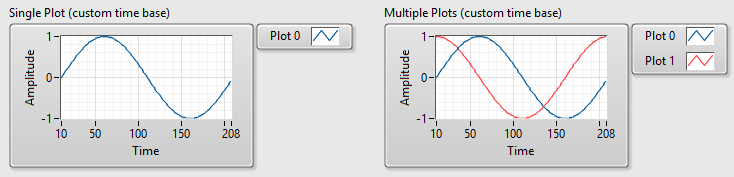 Single Plot (custom time base)
Plot 0
Amplitude
1
0
-1
10 50 100 150 208
Time
Multiple Plots (custom time base)
Plot 0
Plot 1
Amplitude
1
0
-1
10 50 100 150 208
Time